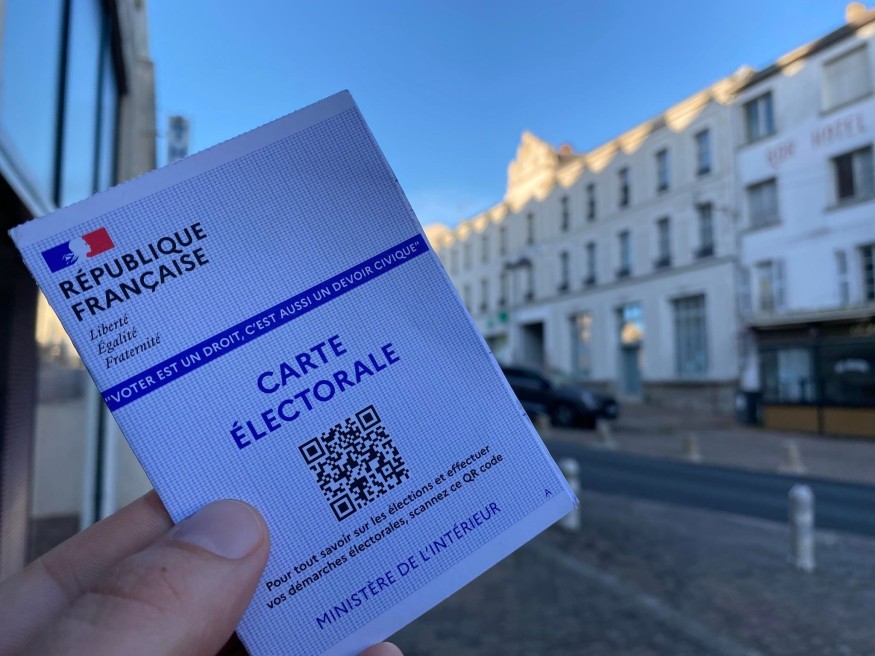 RÉPUBLIQUE
FRANÇAISE
Liberté
Égalité
Fraternité
"VOTER EST UN DROIT, C'EST AUSSI UN DEVOIR CIVIQUE"
CARTE
ÉLECTORALE
Pour tout savoir sur les élections et effectuer
vos démarches électorales, scannez ce QR code
MINISTÈRE DE L'INTÉRIEUR
A
HOTEL